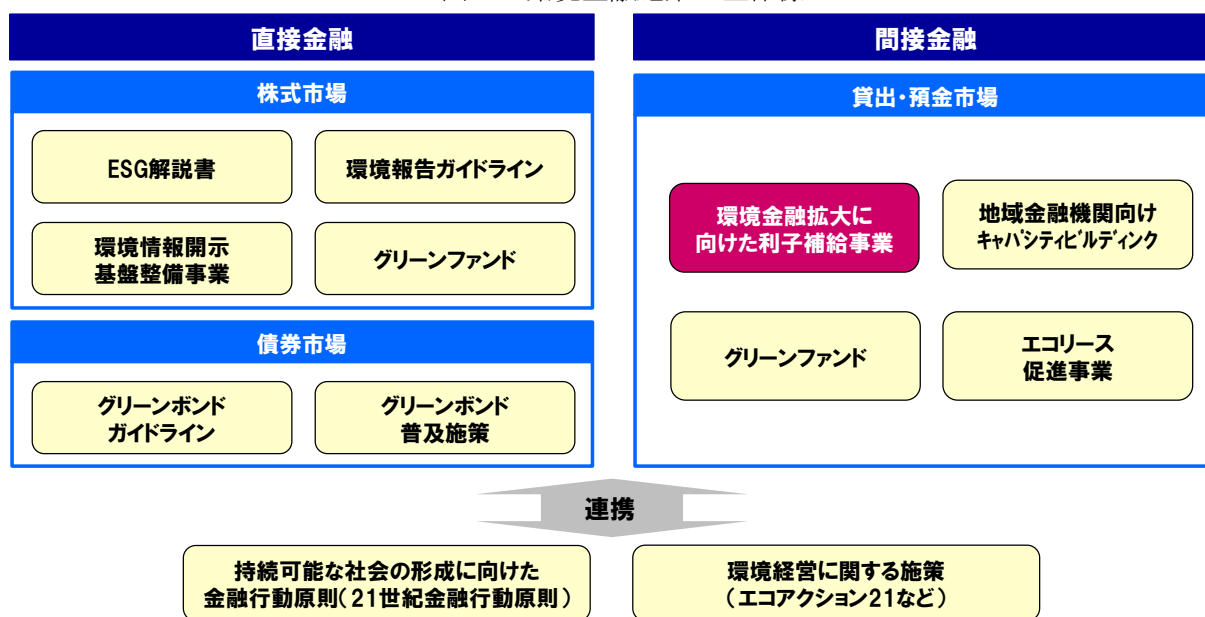 直接金融
株式市場
ESG解説書
環境報告ガイドライン
環境情報開示
基盤整備事業
グリーンファンド
債券市場
グリーンボンド
ガイドライン
グリーンボンド
普及施策
間接金融
貸出・預金市場
環境金融拡大に
向けた利子補給事業
地域金融機関向け
キャパシティビルディンク
グリーンファンド
エコリース
促進事業
連携
持続可能な社会の形成に向けた
金融行動原則(21世紀金融行動原則)
環境経営に関する施策
(エコアクション21など)